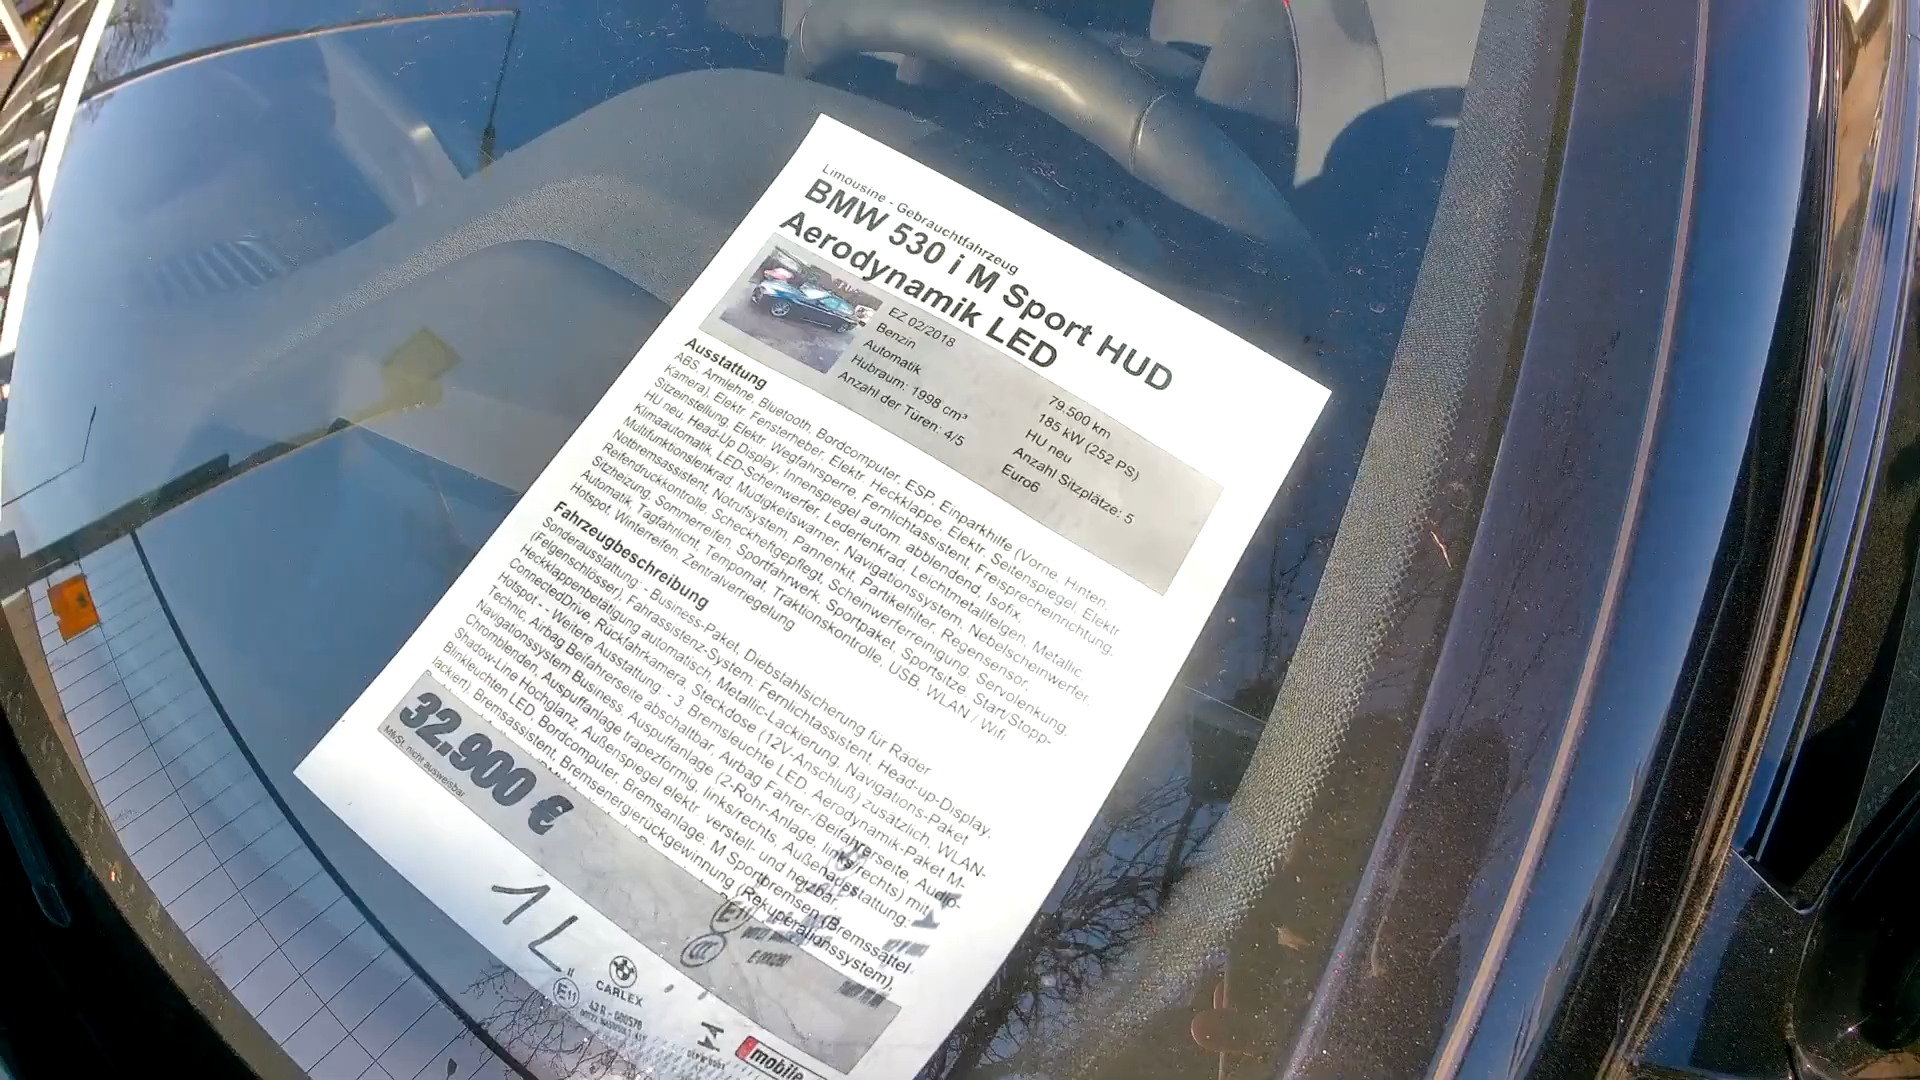 Limousine - Gebrauchtfahrzeug
BMW 530 i M Sport HUD
Aerodynamik LED
EZ 02/2018
Benzin
Automatik
Hubraum: 1998 cm³
Anzahl der Türen: 4/5
79.500 km
185 kW (252 PS)
HU neu
Anzahl Sitzplätze: 5
Euro6
Ausstattung
ABS, Armlehne, Bluetooth, Bordcomputer, ESP, Einparkhilfe (Vorne, Hinten,
Kamera), Elektr. Fensterheber, Elektr. Heckklappe, Elektr. Seitenspiegel, Elektr.
Sitzeinstellung, Elektr. Wegfahrsperre, Fernlichtassistent, Freisprecheinrichtung,
HU neu, Head-Up Display, Innenspiegel autom. abblendend, Isofix,
Klimaautomatik, LED-Scheinwerfer, Lederlenkrad, Leichtmetallfelgen, Metallic,
Multifunktionslenkrad, Müdigkeitswarner, Navigationssystem, Nebelscheinwerfer,
Notbremsassistent, Notrufsystem, Pannenkit, Partikelfilter, Regensensor,
Reifendruckkontrolle, Scheckheftgepflegt, Scheinwerferreinigung, Servolenkung,
Sitzheizung, Sommerreifen, Sportfahrwerk, Sportpaket, Sportsitze, Start/Stopp-
Automatik, Tagfahrlicht, Tempomat, Traktionskontrolle, USB, WLAN / Wifi
Hotspot, Winterreifen, Zentralverriegelung
Fahrzeugbeschreibung
Sonderausstattung: - Business-Paket, Diebstahlsicherung für Räder
(Felgenschlösser), Fahrassistenz-System: Fernlichtassistent, Head-up-Display,
Heckklappenbetätigung automatisch, Metallic-Lackierung, Navigations-Paket
ConnectedDrive, Rückfahrkamera, Steckdose (12V-Anschluß) zusätzlich, WLAN-
Hotspot - - Weitere Ausstattung: - 3. Bremsleuchte LED, Aerodynamik-Paket M-
Technic, Airbag Beifahrerseite abschaltbar, Airbag Fahrer-/Beifahrerseite, Audio-
Navigationssystem Business, Auspuffanlage (2-Rohr-Anlage, links/rechts) mit
Chromblenden, Auspuffanlage trapezförmig, links/rechts, Außenausstattung:
Shadow-Line Hochglanz, Außenspiegel elektr. verstell- und heizbar,
Blinkleuchten LED, Bordcomputer, Bremsanlage: M Sportbremsen (Bremssättel
lackiert), Bremsassistent, Bremsenergierückgewinnung (Rekuperationssystem),
32.900 €
MwSt. nicht ausweisbar
1 L
E11
CCC
CARLEX
E11
mobile